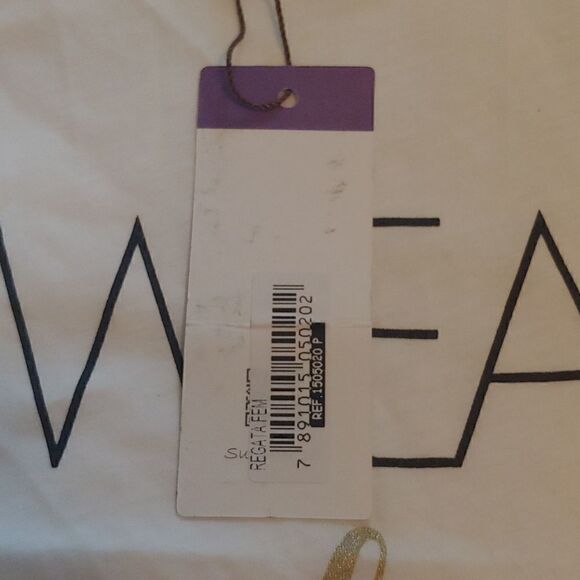 WEA
REGATA FEM
7 891015 050202
REF.1505020 P